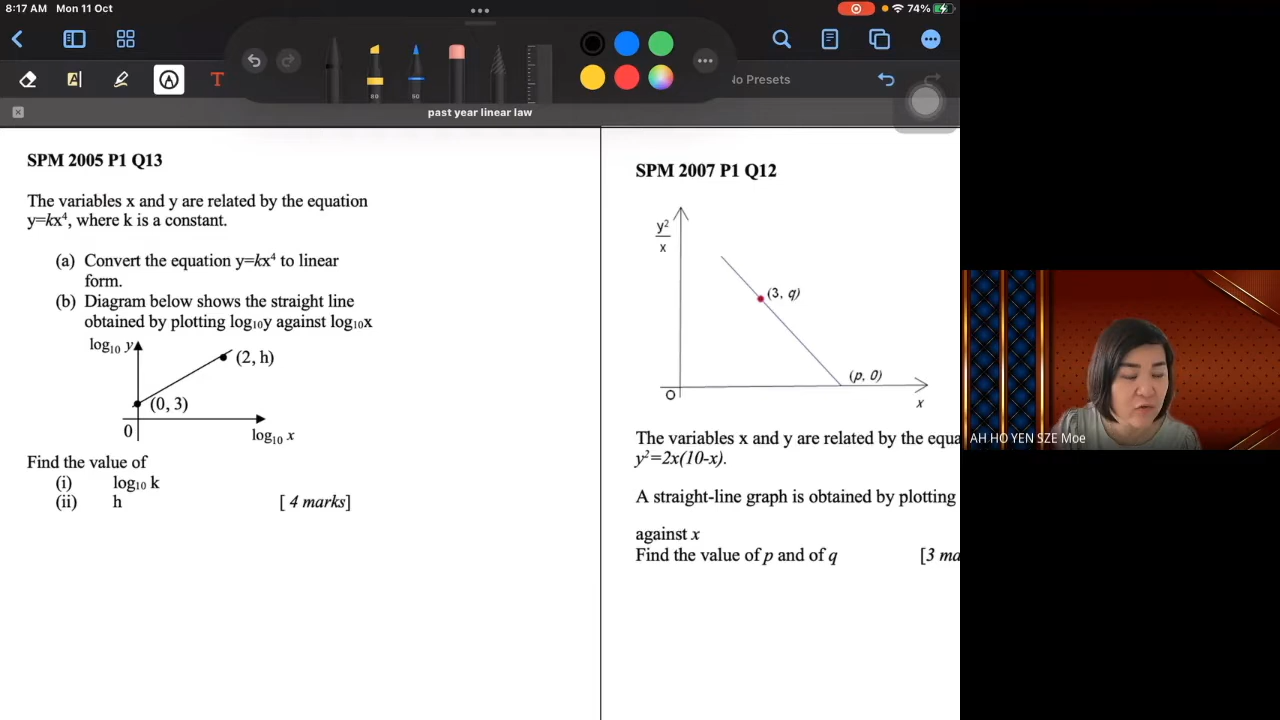 8:17 AM Mon 11 Oct
74%
T
No Presets
80
50
past year linear law
SPM 2005 P1 Q13
The variables x and y are related by the equation
y=kx⁴, where k is a constant.
(a) Convert the equation y=kx⁴ to linear
form.
(b) Diagram below shows the straight line
obtained by plotting log₁₀y against log₁₀x
log₁₀ y
(2, h)
(0, 3)
0
log₁₀ x
Find the value of
(i) log₁₀ k
(ii) h [ 4 marks]
SPM 2007 P1 Q12
y²
x
(3, q)
(p, 0)
O
x
The variables x and y are related by the equa
y²=2x(10-x).
A straight-line graph is obtained by plotting
against x
Find the value of p and of q [3 ma
AH HO YEN SZE Moe